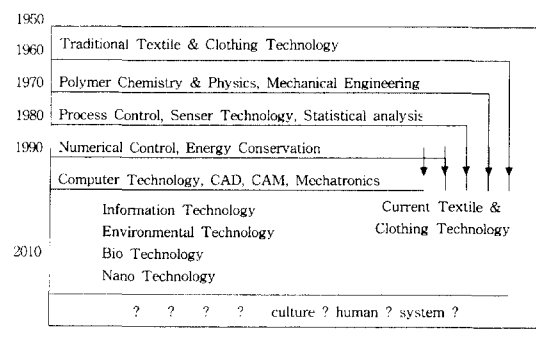 1950
Traditional Textile & Clothing Technology
1960
1970 Polymer Chemistry & Physics, Mechanical Engineering
1980 Process Control, Senser Technology, Statistical analysis
1990 Numerical Control, Energy Conservation
Computer Technology, CAD, CAM, Mechatronics
Information Technology
Environmental Technology
2010 Bio Technology
Nano Technology
Current Textile &
Clothing Technology
? ? ? ? culture ? human ? system ?